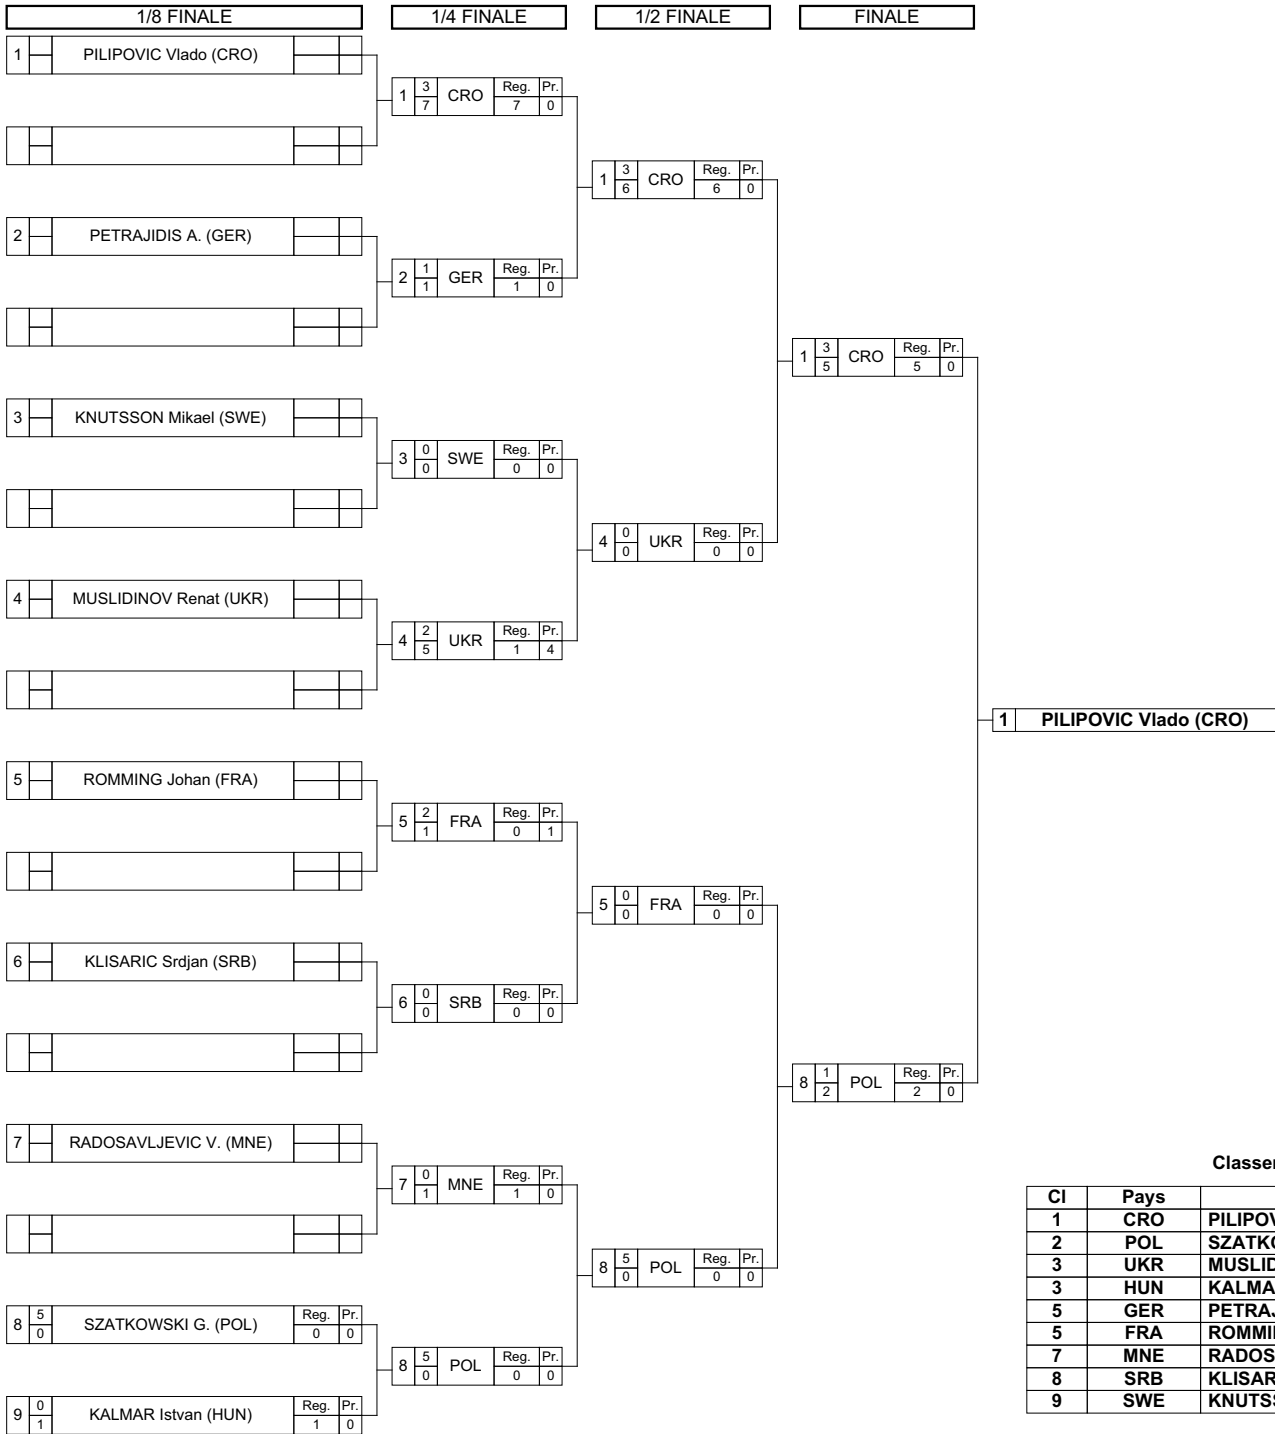 1/8 FINALE 1/4 FINALE 1/2 FINALE FINALE
1 PILIPOVIC Vlado (CRO)
1 3 7 CRO Reg. Pr. 7 0
1 3 6 CRO Reg. Pr. 6 0
2 PETRAJIDIS A. (GER)
2 1 1 GER Reg. Pr. 1 0
1 3 5 CRO Reg. Pr. 5 0
3 KNUTSSON Mikael (SWE)
3 0 0 SWE Reg. Pr. 0 0
4 0 0 UKR Reg. Pr. 0 0
4 MUSLIDINOV Renat (UKR)
4 2 5 UKR Reg. Pr. 1 4
1 PILIPOVIC Vlado (CRO)
5 ROMMING Johan (FRA)
5 2 1 FRA Reg. Pr. 0 1
5 0 0 FRA Reg. Pr. 0 0
6 KLISARIC Srdjan (SRB)
6 0 0 SRB Reg. Pr. 0 0
8 1 2 POL Reg. Pr. 2 0
7 RADOSAVLJEVIC V. (MNE)
7 0 1 MNE Reg. Pr. 1 0
8 5 0 POL Reg. Pr. 0 0
8 5 0 SZATKOWSKI G. (POL) Reg. Pr. 0 0
8 5 0 POL Reg. Pr. 0 0
9 0 1 KALMAR Istvan (HUN) Reg. Pr. 1 0
Classe
Cl Pays
1 CRO PILIPOV
2 POL SZATKO
3 UKR MUSLID
3 HUN KALMA
5 GER PETRAJ
5 FRA ROMMI
7 MNE RADOS
8 SRB KLISAR
9 SWE KNUTS